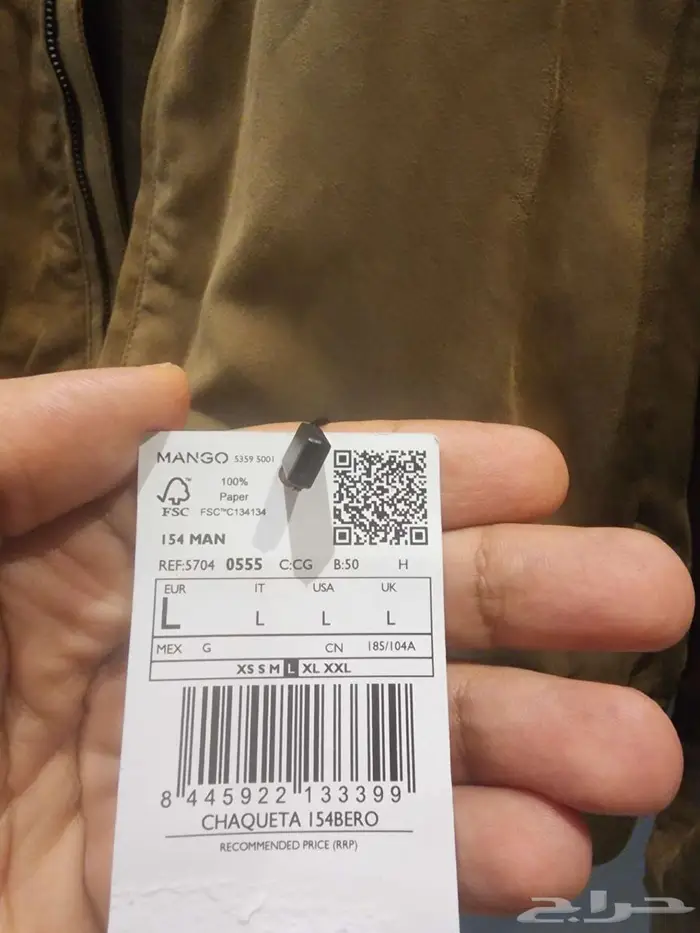 MANGO 5359 5001
100%
Paper
FSC FSC™C134134
154 MAN
REF:5704 0555 C:CG B:50 H
EUR IT USA UK
L L L L
MEX G CN 185/104A
XS S M L XL XXL
8 445922 133399
CHAQUETA 154BERO
RECOMMENDED PRICE (RRP)
حراج